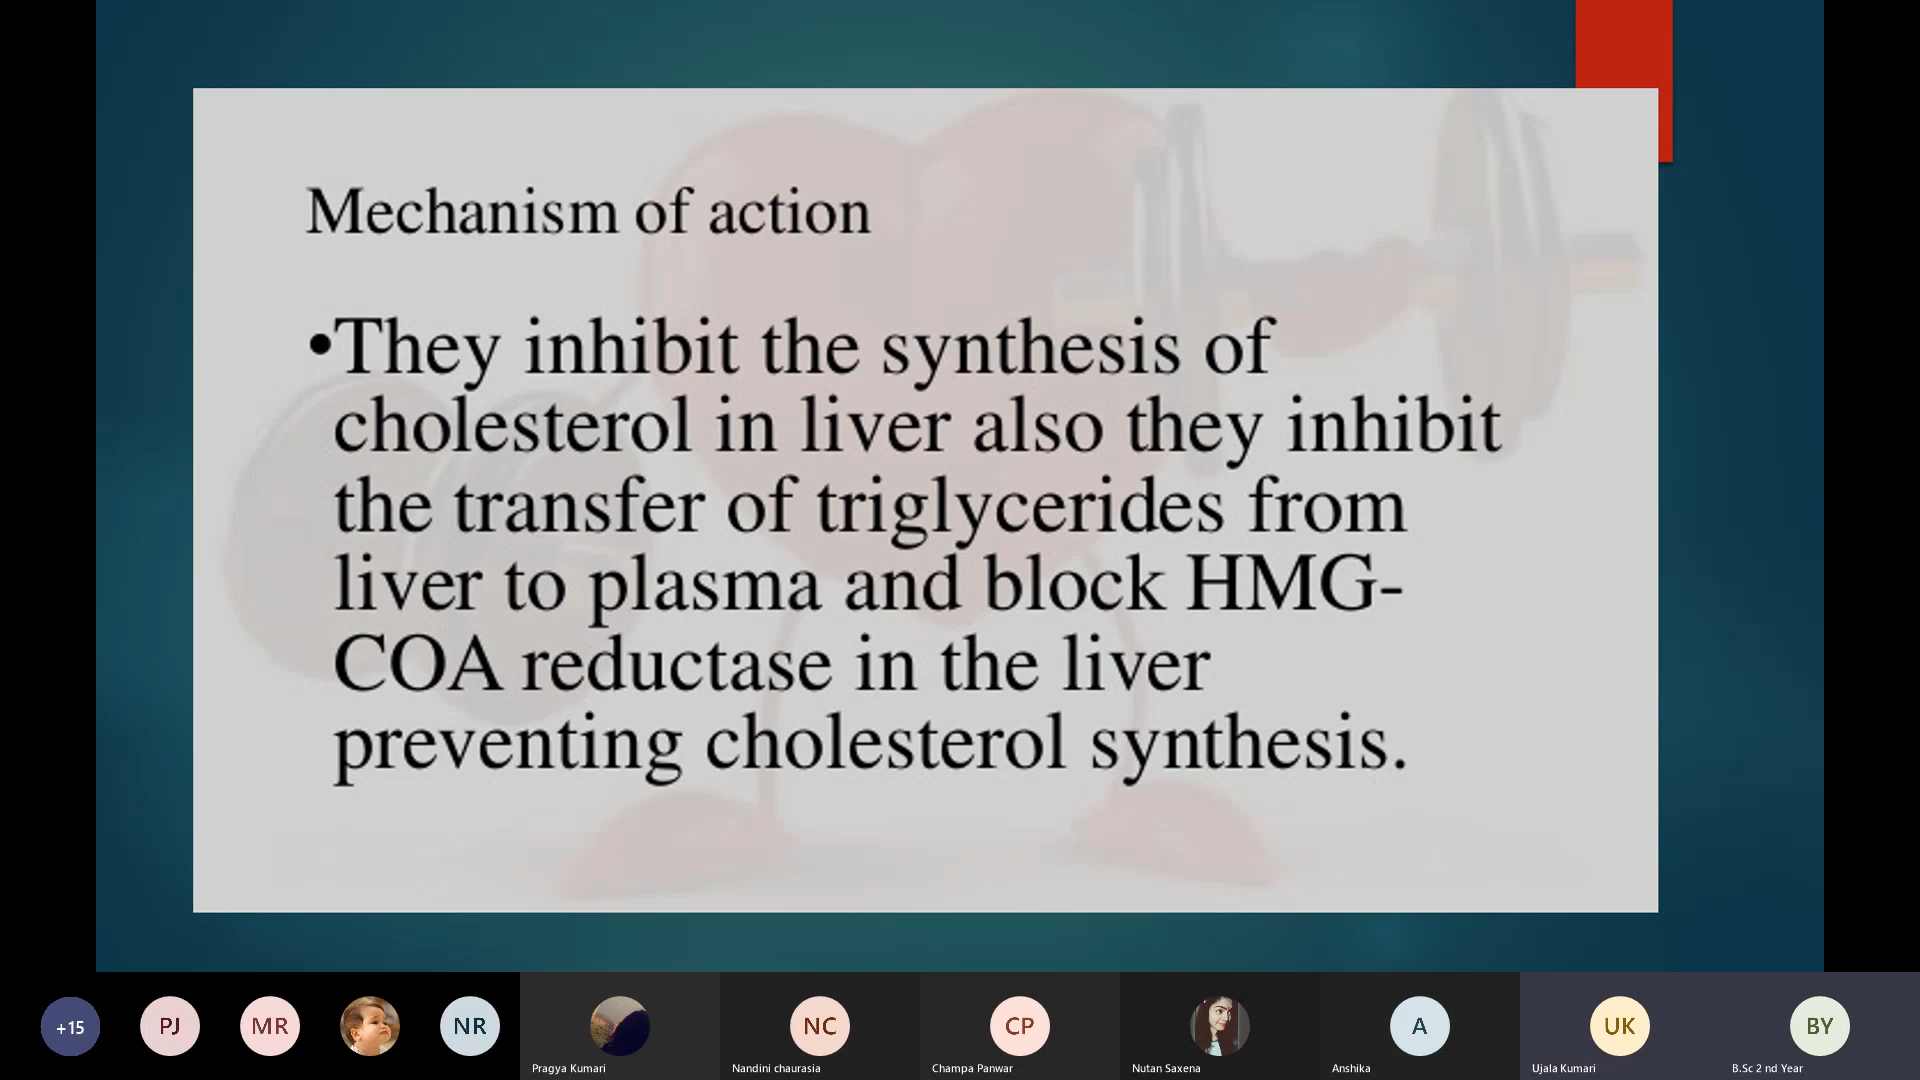 Mechanism of action
•They inhibit the synthesis of
cholesterol in liver also they inhibit
the transfer of triglycerides from
liver to plasma and block HMG-
COA reductase in the liver
preventing cholesterol synthesis.
+15
PJ
MR
NR
NC
CP
A
UK
BY
Pragya Kumari
Nandini chaurasia
Champa Panwar
Nutan Saxena
Anshika
Ujala Kumari
B.Sc 2 nd Year